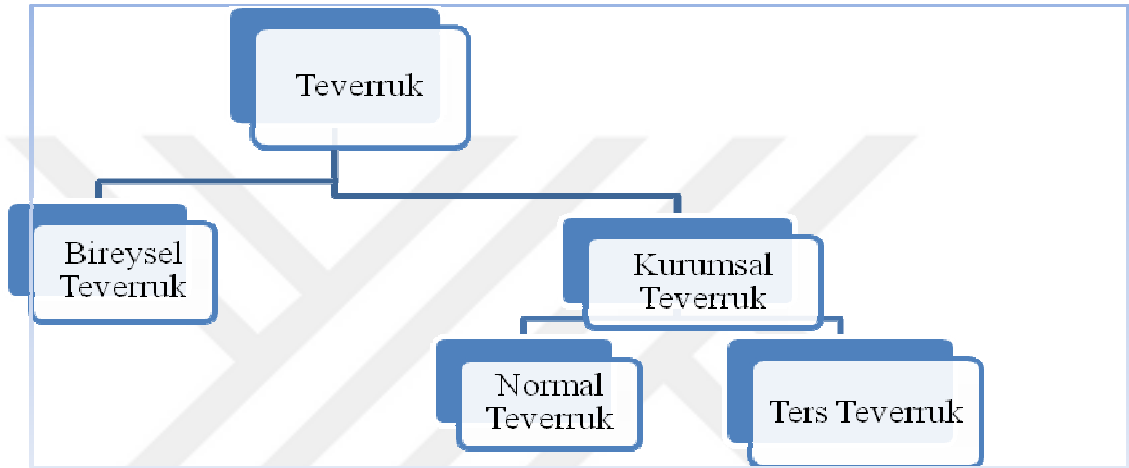 Teverruk
Bireysel
Teverruk
Kurumsal
Teverruk
Normal
Teverruk
Ters Teverruk